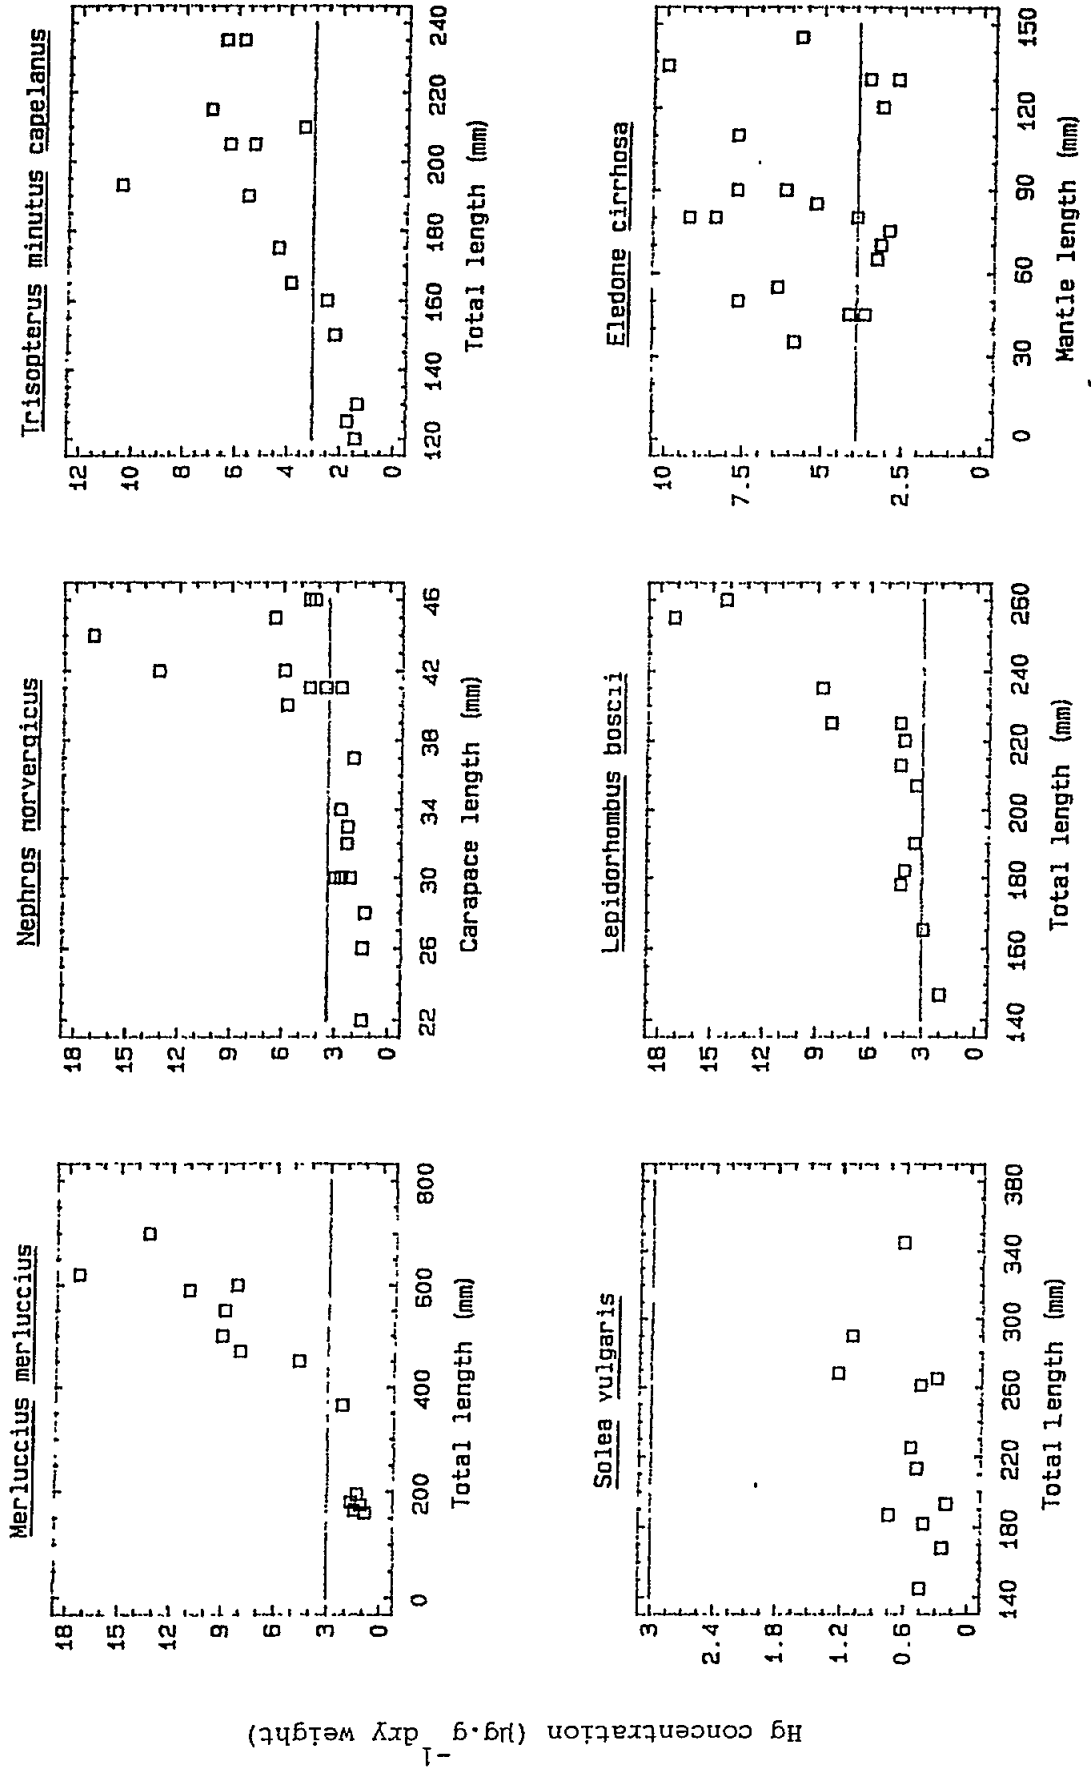 Hg concentration (µg.g⁻¹ dry weight)
Merluccius merluccius
18
15
12
9
6
3
0
0 200 400 600 800
Total length (mm)
Nephros norvergicus
18
15
12
9
6
3
0
22 26 30 34 38 42 46
Carapace length (mm)
Trisopterus minutus capelanus
12
10
8
6
4
2
0
120 140 160 180 200 220 240
Total length (mm)
Solea vulgaris
3
2.4
1.8
1.2
0.6
0
140 180 220 260 300 340 380
Total length (mm)
Lepidorhombus boscii
18
15
12
9
6
3
0
140 160 180 200 220 240 260
Total length (mm)
Eledone cirrhosa
10
7.5
5
2.5
0
0 30 60 90 120 150
Mantle length (mm)